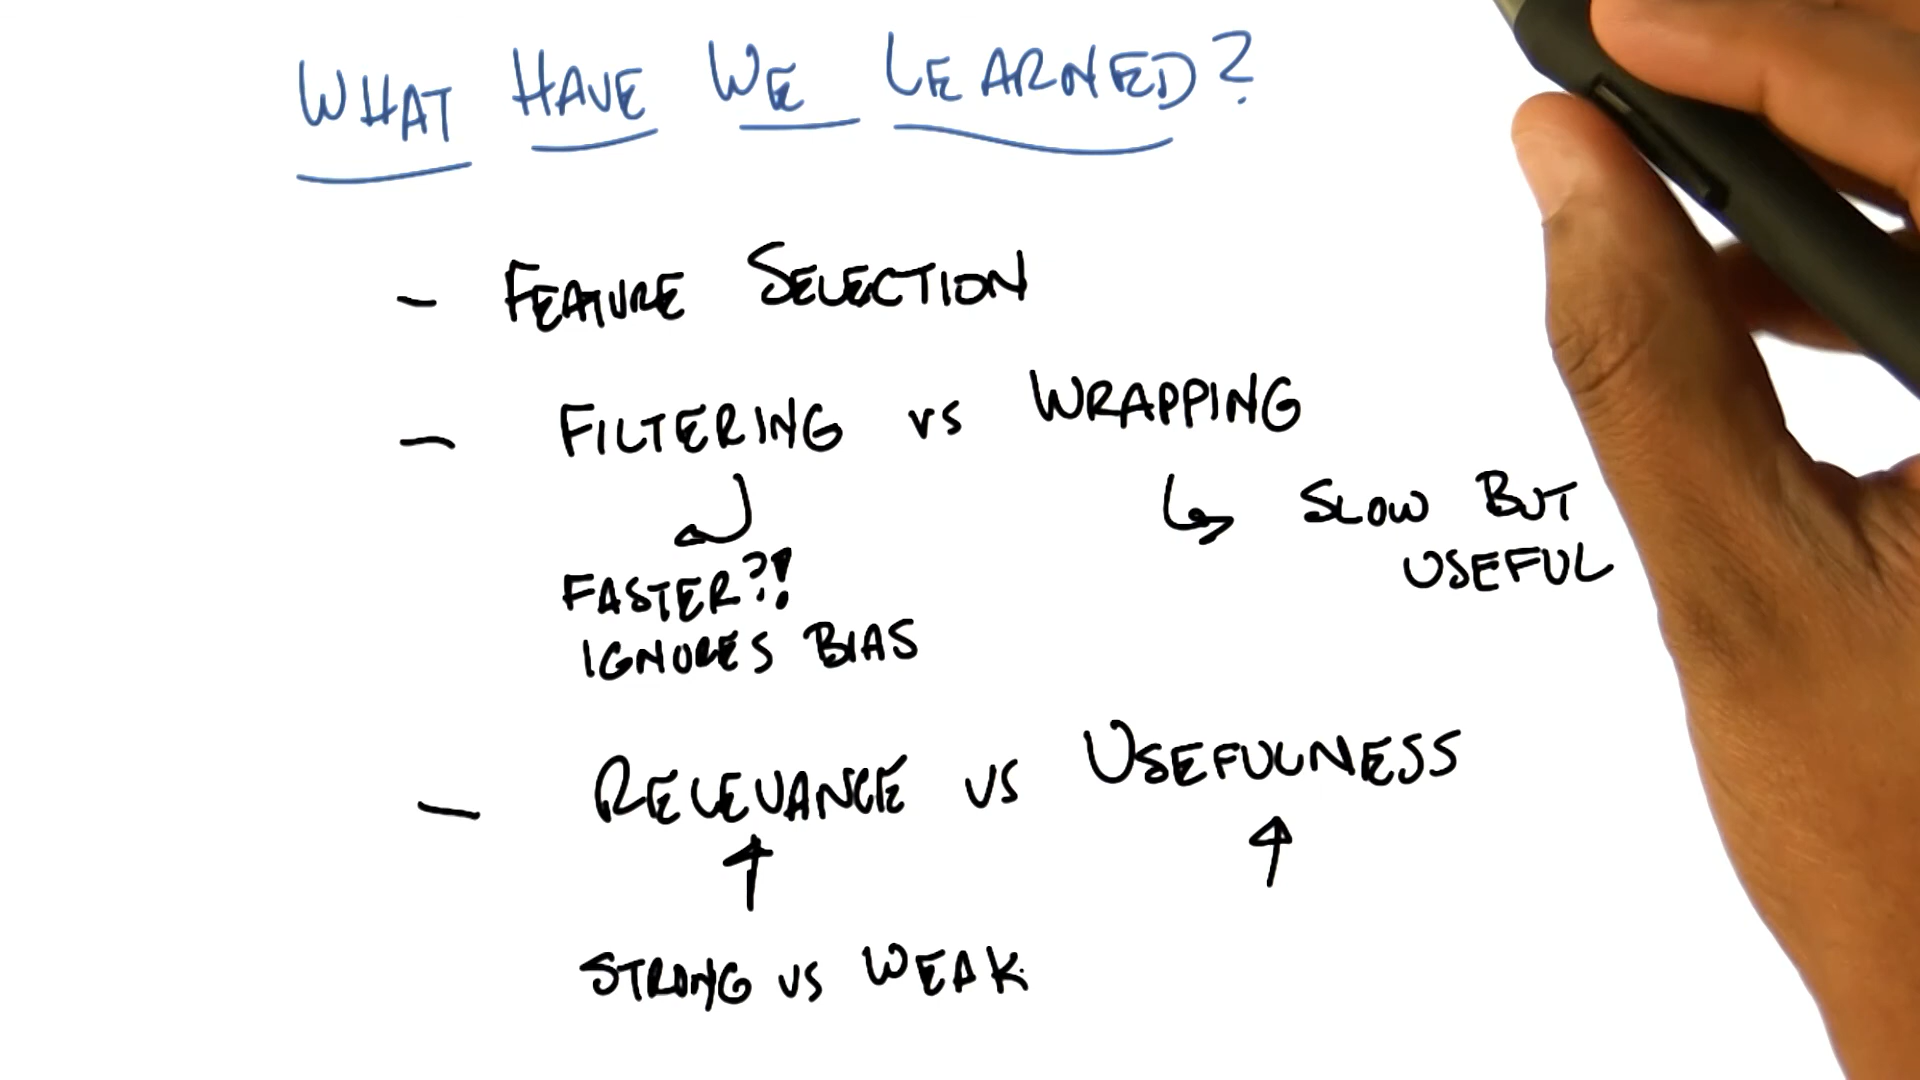 WHAT HAVE WE LEARNED?
- FEATURE SELECTION
- FILTERING vs WRAPPING
SLOW BUT
USEFUL
FASTER?!
IGNORES BIAS
- RELEVANCE vs USEFULNESS
STRONG vs WEAK